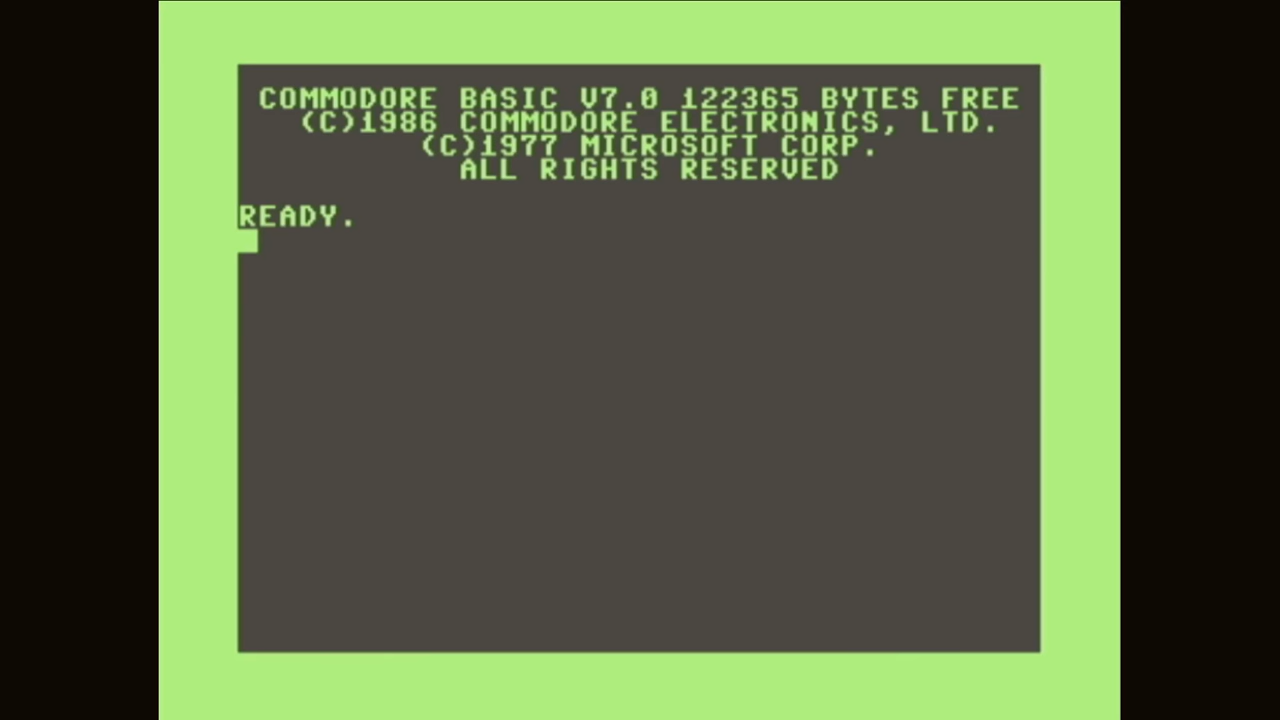 COMMODORE BASIC V7.0 122365 BYTES FREE
(C)1986 COMMODORE ELECTRONICS, LTD.
(C)1977 MICROSOFT CORP.
ALL RIGHTS RESERVED
READY.